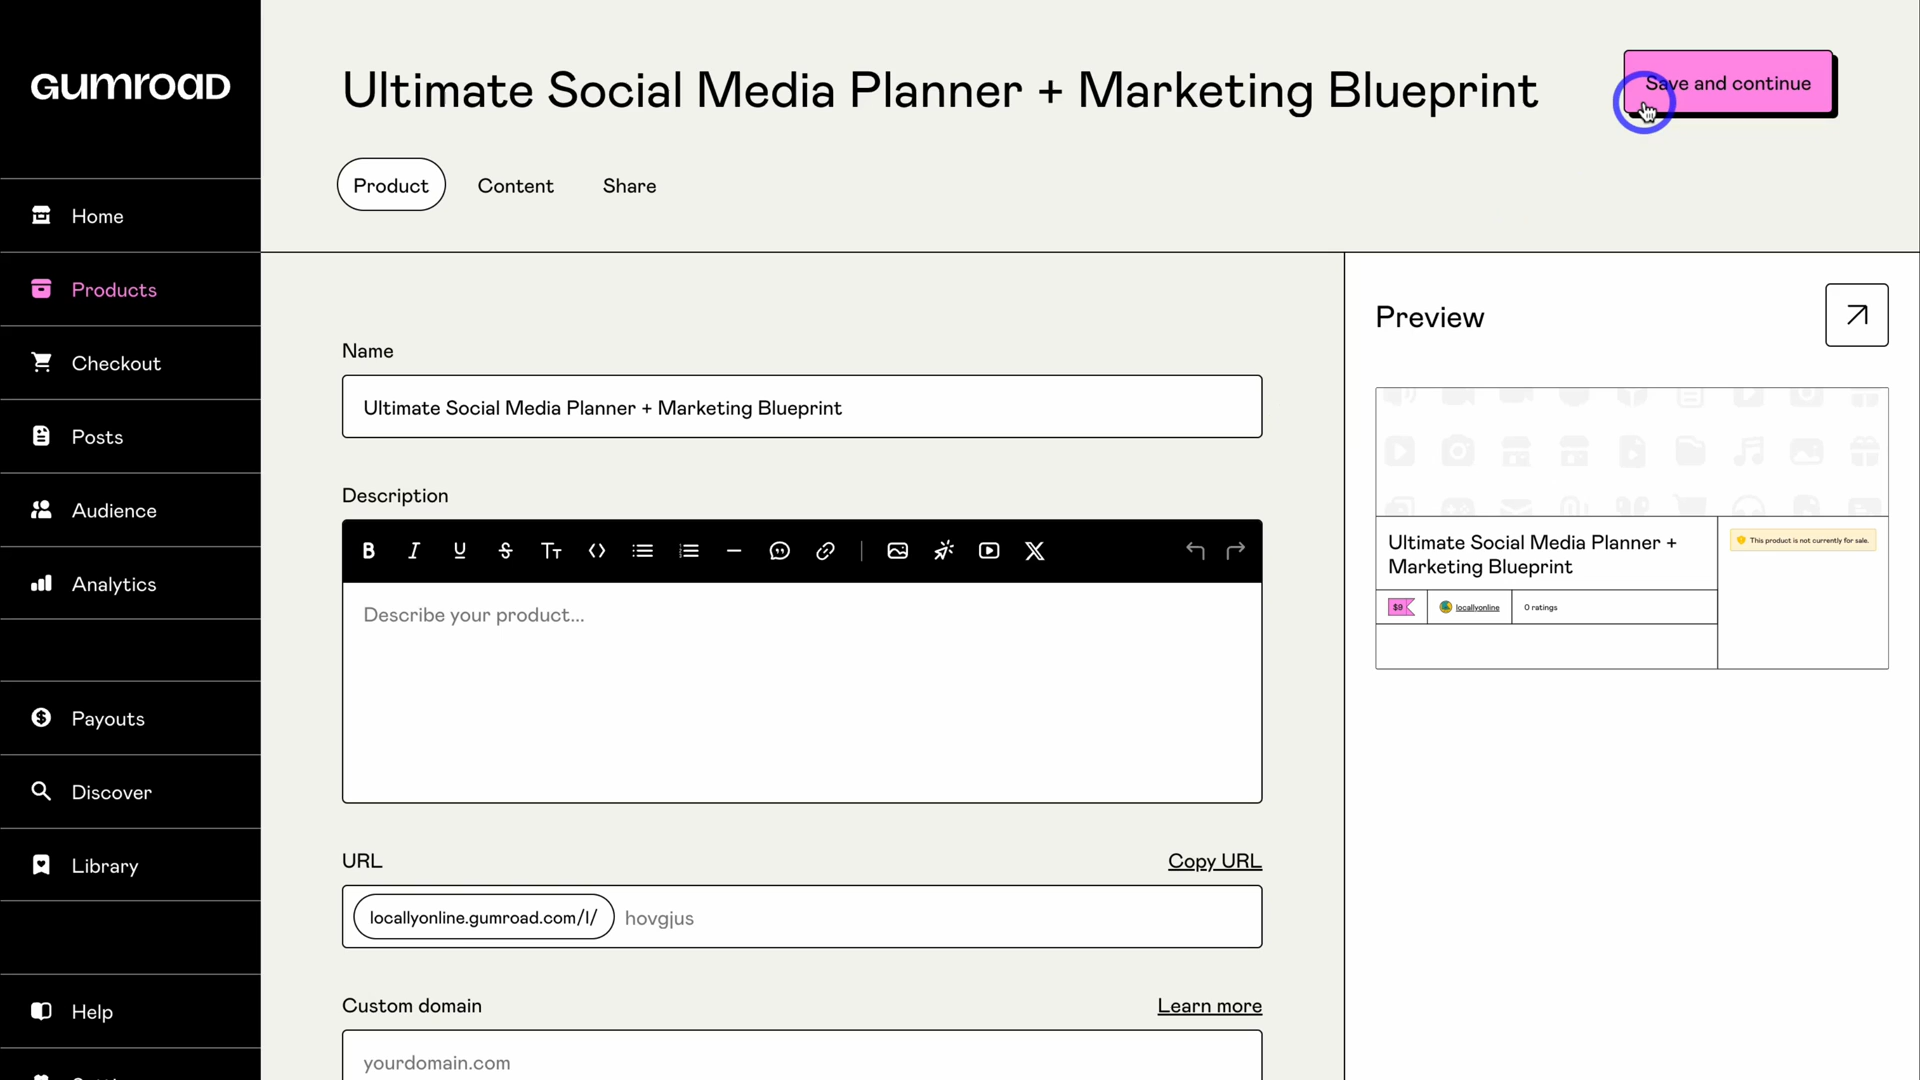 GUMROAD
Ultimate Social Media Planner + Marketing Blueprint
Save and continue
Product
Content
Share
Home
Products
Checkout
Posts
Audience
Analytics
Payouts
Discover
Library
Help
Name
Ultimate Social Media Planner + Marketing Blueprint
Description
Describe your product...
URL
Copy URL
locallyonline.gumroad.com/l/
hovgjus
Custom domain
Learn more
yourdomain.com
Preview
Ultimate Social Media Planner +
Marketing Blueprint
This product is not currently for sale.
$9
locallyonline
0 ratings